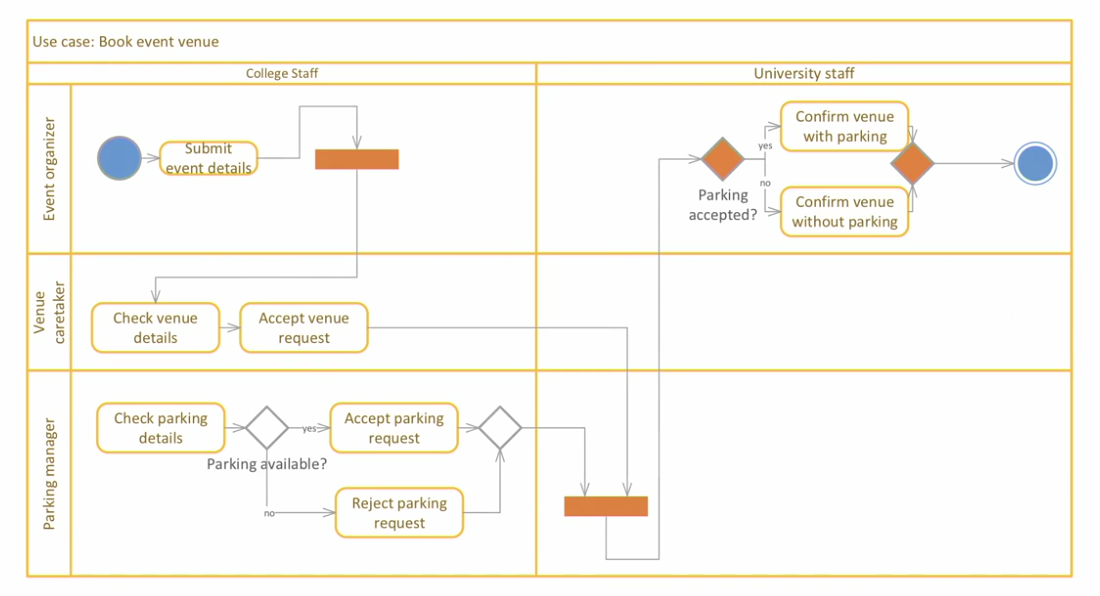 Use case: Book event venue
College Staff
University staff
Event organizer
Submit
event details
Confirm venue
with parking
yes
no
Parking
accepted?
Confirm venue
without parking
Venue
caretaker
Check venue
details
Accept venue
request
Parking manager
Check parking
details
Parking available?
yes
Accept parking
request
no
Reject parking
request